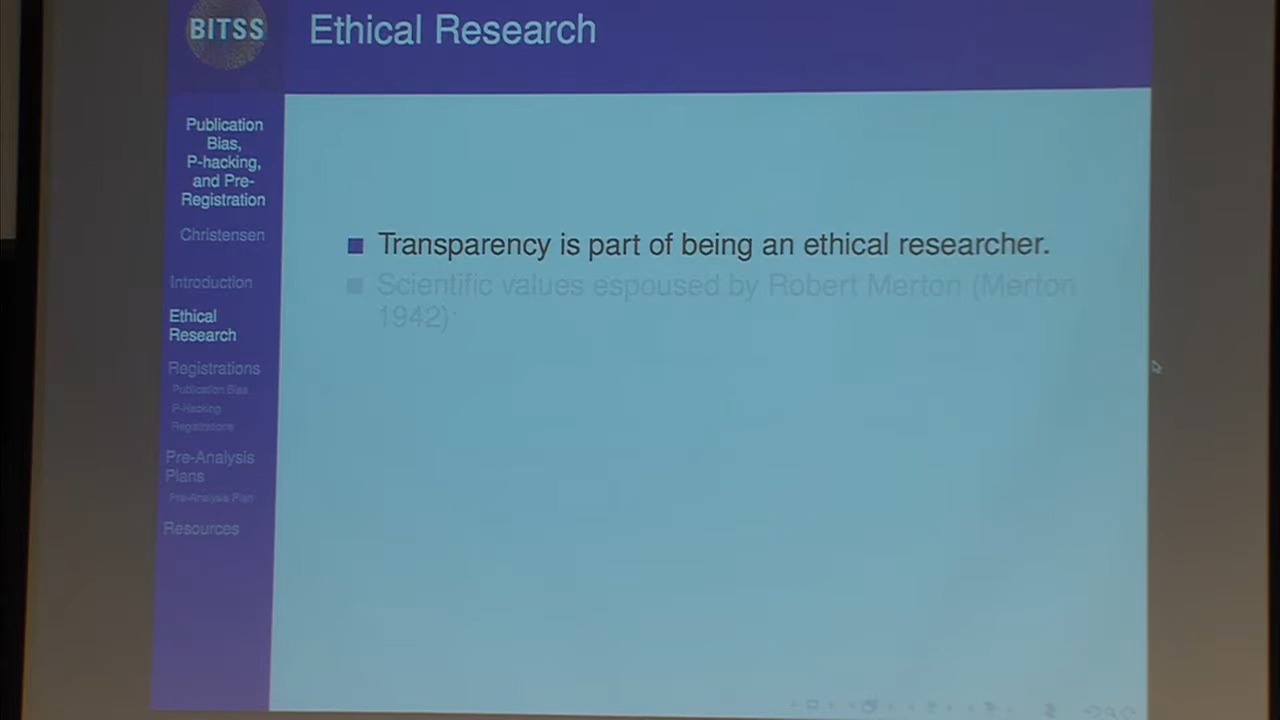 BITSS
Ethical Research
Publication
Bias,
P-hacking,
and Pre-
Registration
Christensen
Introduction
Ethical
Research
Registrations
Publication Bias
P-Hacking
Registrations
Pre-Analysis
Plans
Pre-Analysis Plan
Resources
Transparency is part of being an ethical researcher.
Scientific values espoused by Robert Merton (Merton
1942):